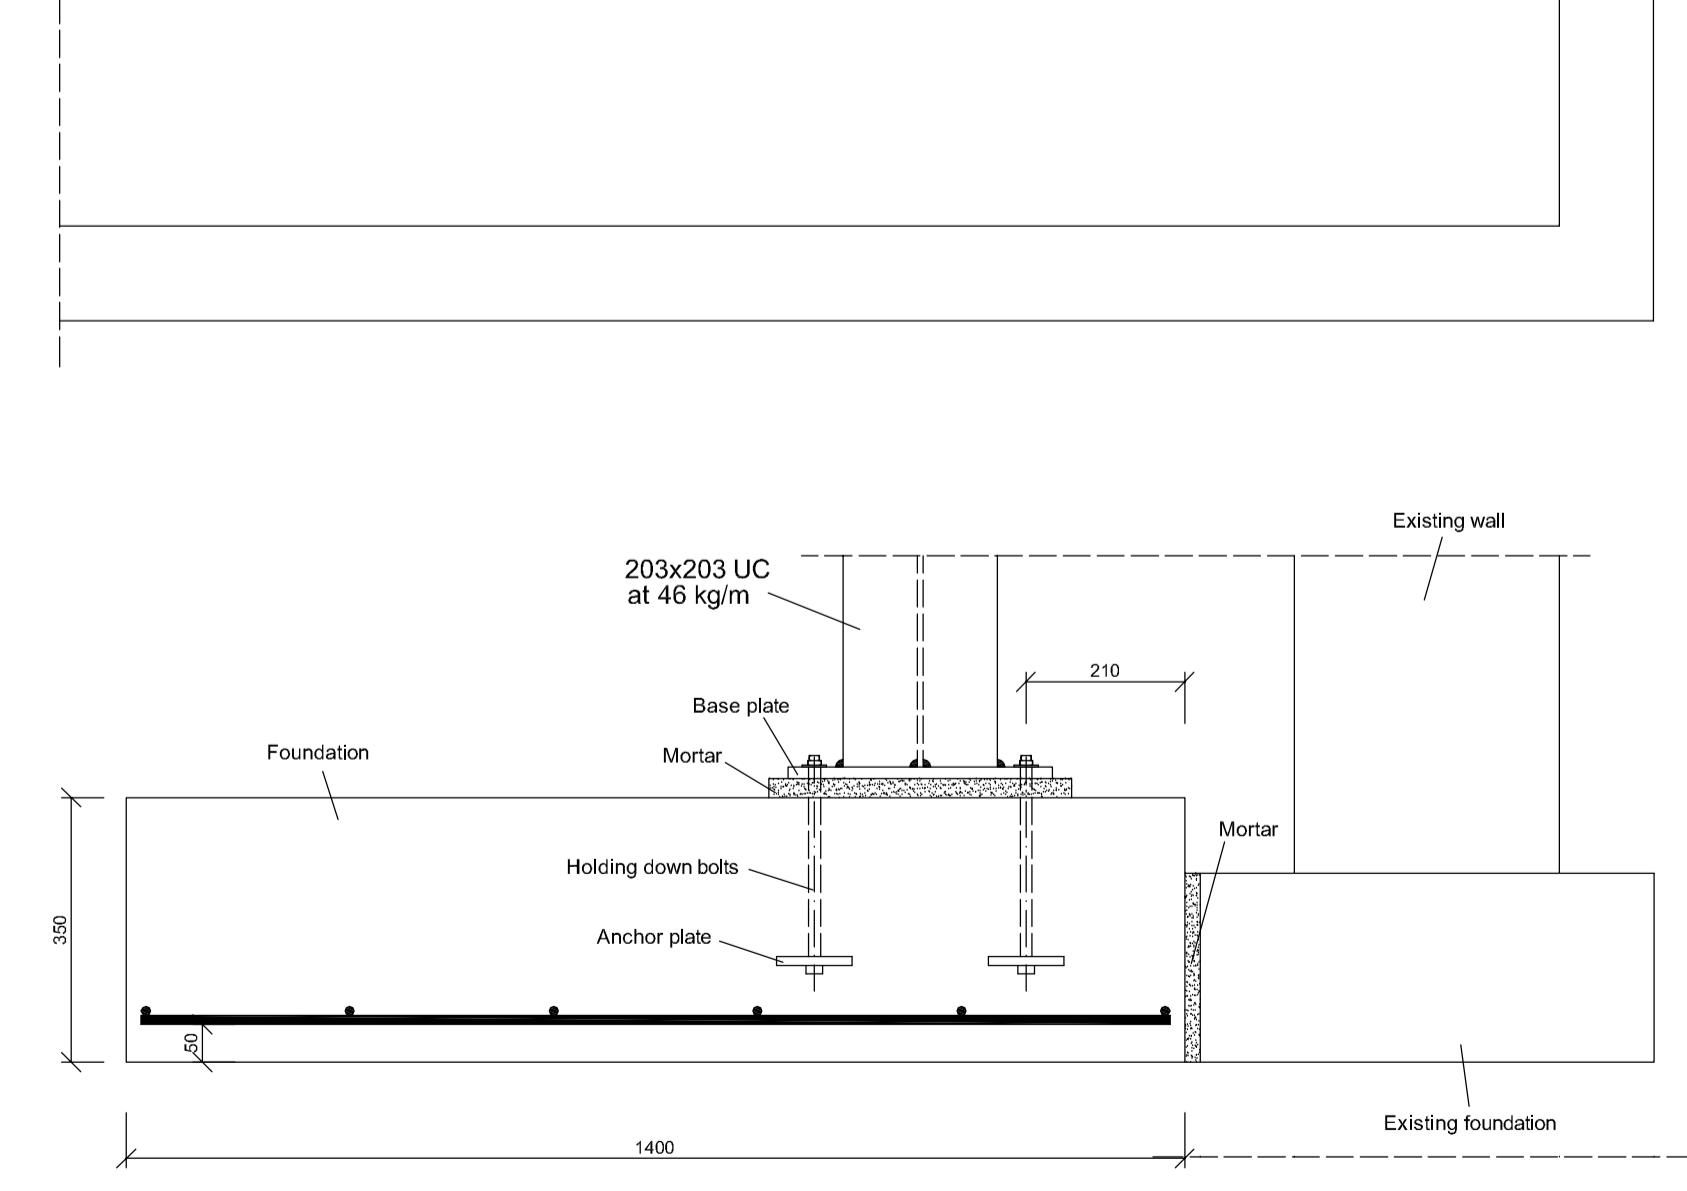 Existing wall
203x203 UC
at 46 kg/m
210
Base plate
Foundation
Mortar
Mortar
Holding down bolts
Anchor plate
350
50
Existing foundation
1400